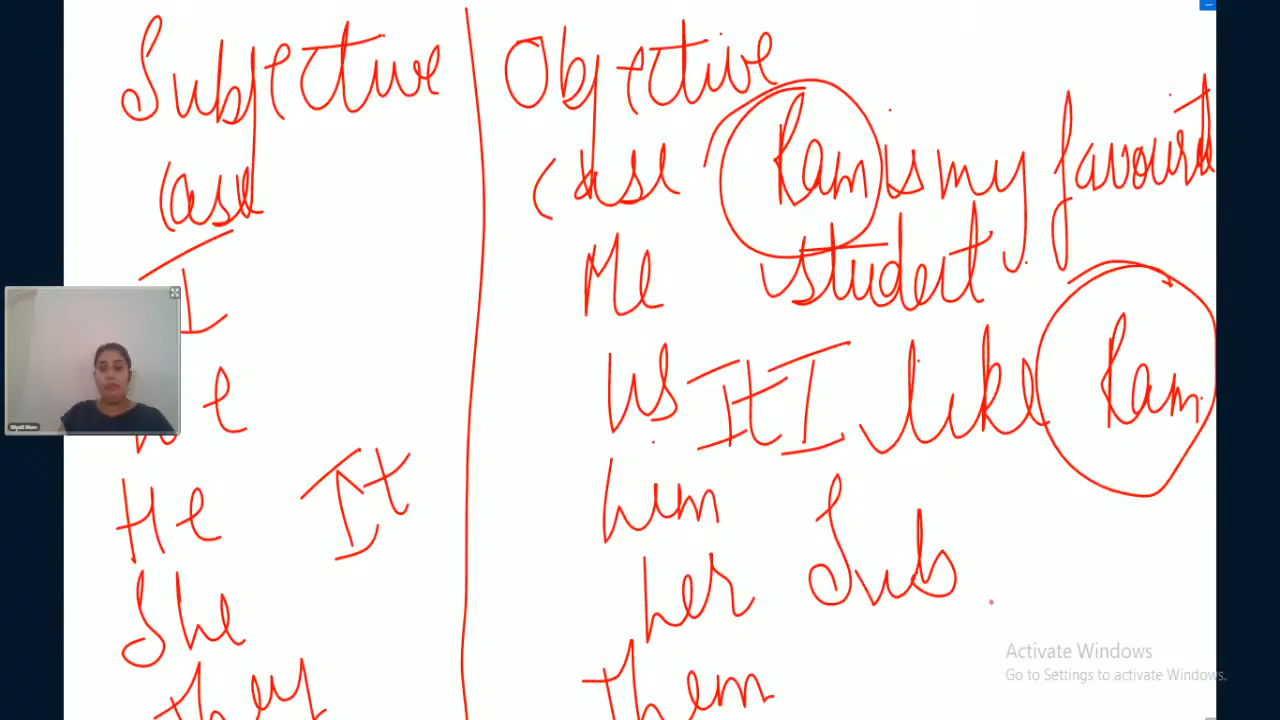 Subjective
case
I
We
He It
She
They
Objective
case
Me
us It
him
her
Them
Ram is my favourite
student.
I like Ram
Sub
Activate Windows
Go to Settings to activate Windows.